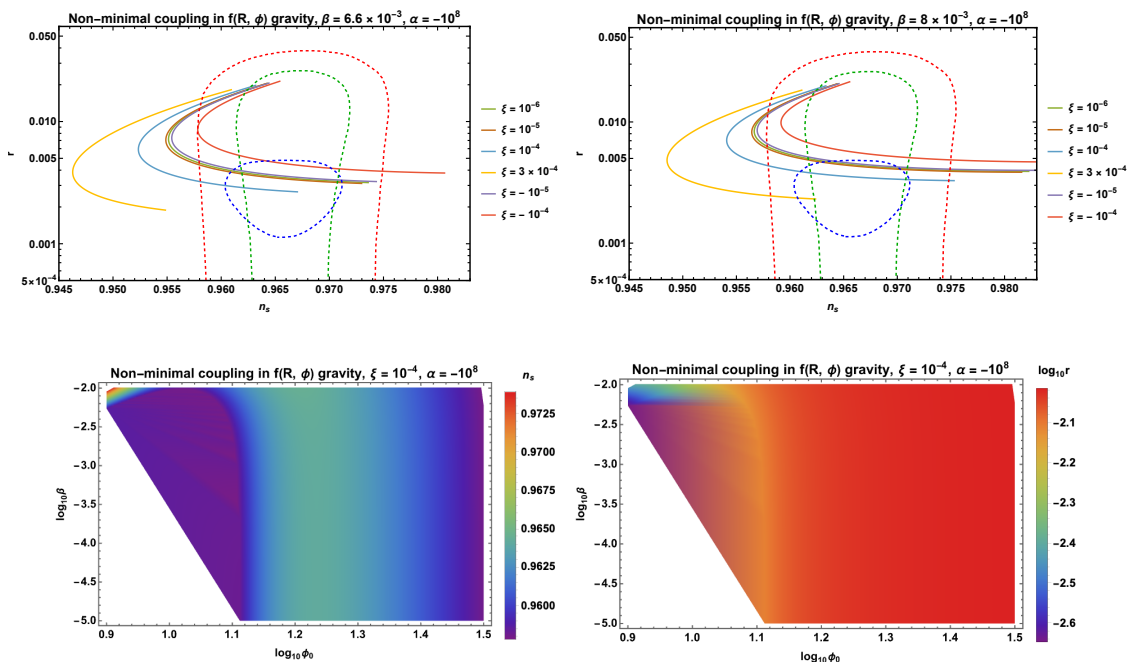 Non-minimal coupling in f(R, ϕ) gravity, β = 6.6 × 10⁻³, α = -10⁸
0.050
0.010
0.005
0.001
5×10⁻⁴
r
0.945 0.950 0.955 0.960 0.965 0.970 0.975 0.980
n_s
ξ = 10⁻⁶
ξ = 10⁻⁵
ξ = 10⁻⁴
ξ = 3 × 10⁻⁴
ξ = - 10⁻⁵
ξ = - 10⁻⁴
Non-minimal coupling in f(R, ϕ) gravity, β = 8 × 10⁻³, α = -10⁸
0.050
0.010
0.005
0.001
5×10⁻⁴
r
0.945 0.950 0.955 0.960 0.965 0.970 0.975 0.980
n_s
ξ = 10⁻⁶
ξ = 10⁻⁵
ξ = 10⁻⁴
ξ = 3 × 10⁻⁴
ξ = - 10⁻⁵
ξ = - 10⁻⁴
Non-minimal coupling in f(R, ϕ) gravity, ξ = 10⁻⁴, α = -10⁸
-2.0
-2.5
-3.0
-3.5
-4.0
-4.5
-5.0
log₁₀β
0.9 1.0 1.1 1.2 1.3 1.4 1.5
log₁₀ϕ₀
n_s
0.9725
0.9700
0.9675
0.9650
0.9625
0.9600
Non-minimal coupling in f(R, ϕ) gravity, ξ = 10⁻⁴, α = -10⁸
-2.0
-2.5
-3.0
-3.5
-4.0
-4.5
-5.0
log₁₀β
0.9 1.0 1.1 1.2 1.3 1.4 1.5
log₁₀ϕ₀
log₁₀r
-2.1
-2.2
-2.3
-2.4
-2.5
-2.6